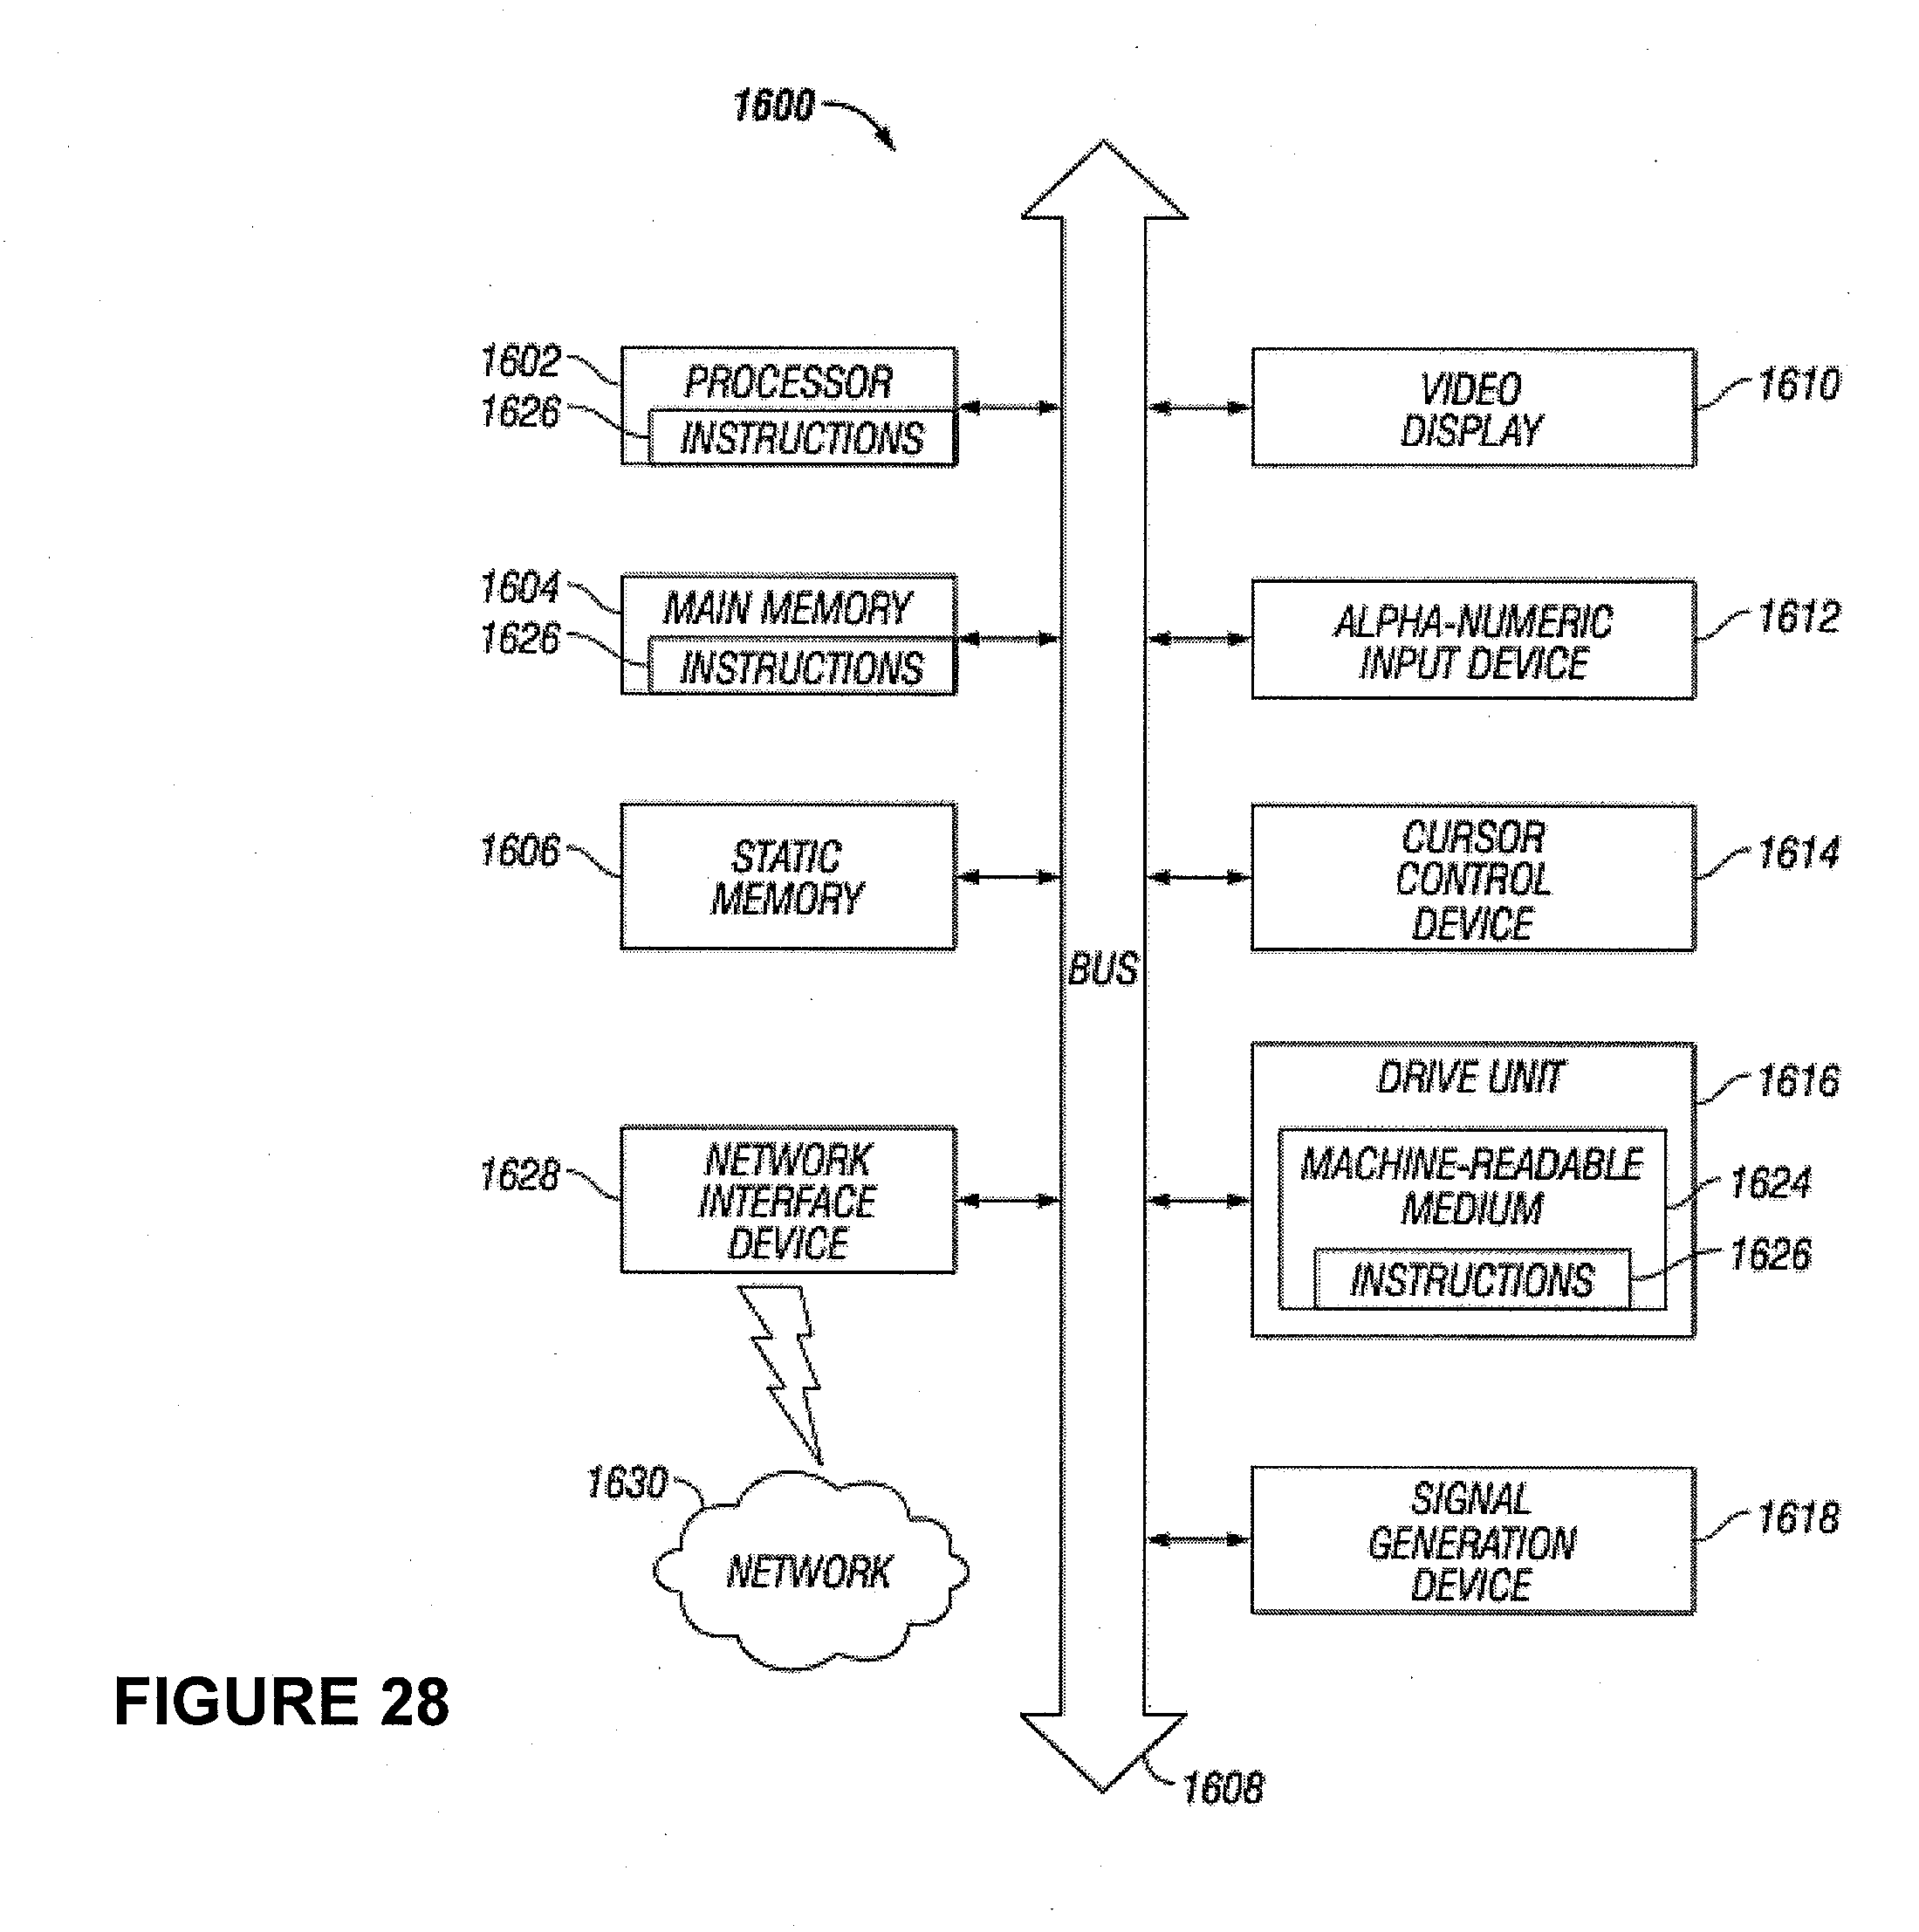 1600
1602
PROCESSOR
1626
INSTRUCTIONS
1604
MAIN MEMORY
1626
INSTRUCTIONS
1606
STATIC
MEMORY
1628
NETWORK
INTERFACE
DEVICE
1630
NETWORK
BUS
1608
VIDEO
DISPLAY
1610
ALPHA-NUMERIC
INPUT DEVICE
1612
CURSOR
CONTROL
DEVICE
1614
DRIVE UNIT
1616
MACHINE-READABLE
MEDIUM
1624
INSTRUCTIONS
1626
SIGNAL
GENERATION
DEVICE
1618
FIGURE 28